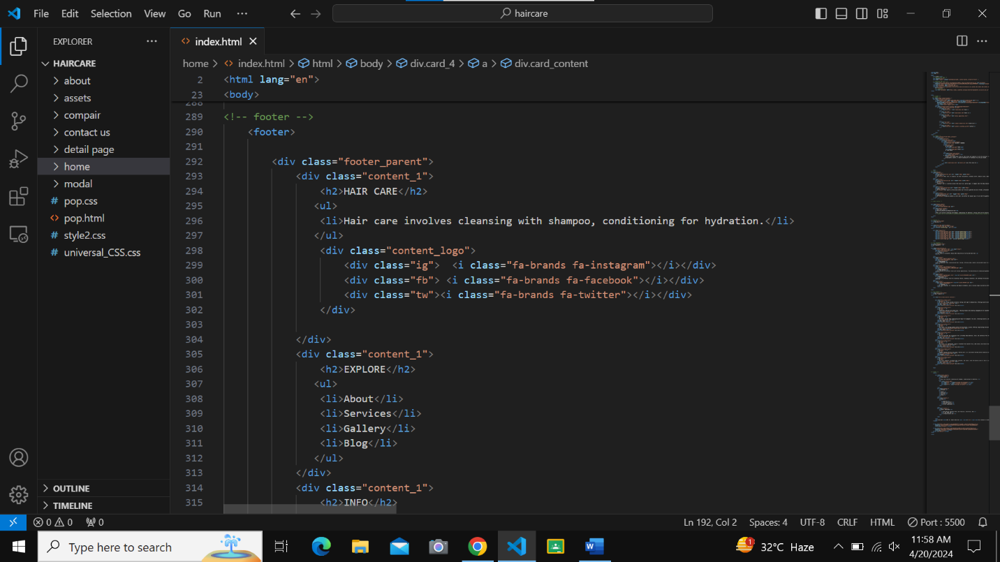 File Edit Selection View Go Run ··· haircare
EXPLORER ···
HAIRCARE
about
assets
compair
contact us
detail page
home
modal
pop.css
pop.html
style2.css
universal_CSS.css
OUTLINE
TIMELINE
index.html
home > index.html > html > body > div.card_4 > a > div.card_content
2 <html lang="en">
23 <body>
288
289 <!-- footer -->
290 <footer>
291
292 <div class="footer_parent">
293 <div class="content_1">
294 <h2>HAIR CARE</h2>
295 <ul>
296 <li>Hair care involves cleansing with shampoo, conditioning for hydration.</li>
297 </ul>
298 <div class="content_logo">
299 <div class="ig">  <i class="fa-brands fa-instagram"></i></div>
300 <div class="fb"> <i class="fa-brands fa-facebook"></i></div>
301 <div class="tw"><i class="fa-brands fa-twitter"></i></div>
302 </div>
303
304 </div>
305 <div class="content_1">
306 <h2>EXPLORE</h2>
307 <ul>
308 <li>About</li>
309 <li>Services</li>
310 <li>Gallery</li>
311 <li>Blog</li>
312 </ul>
313 </div>
314 <div class="content_1">
315 <h2>INFO</h2>
0 0 0 Ln 192, Col 2 Spaces: 4 UTF-8 CRLF HTML Port : 5500
Type here to search 1 32°C Haze 11:58 AM
4/20/2024